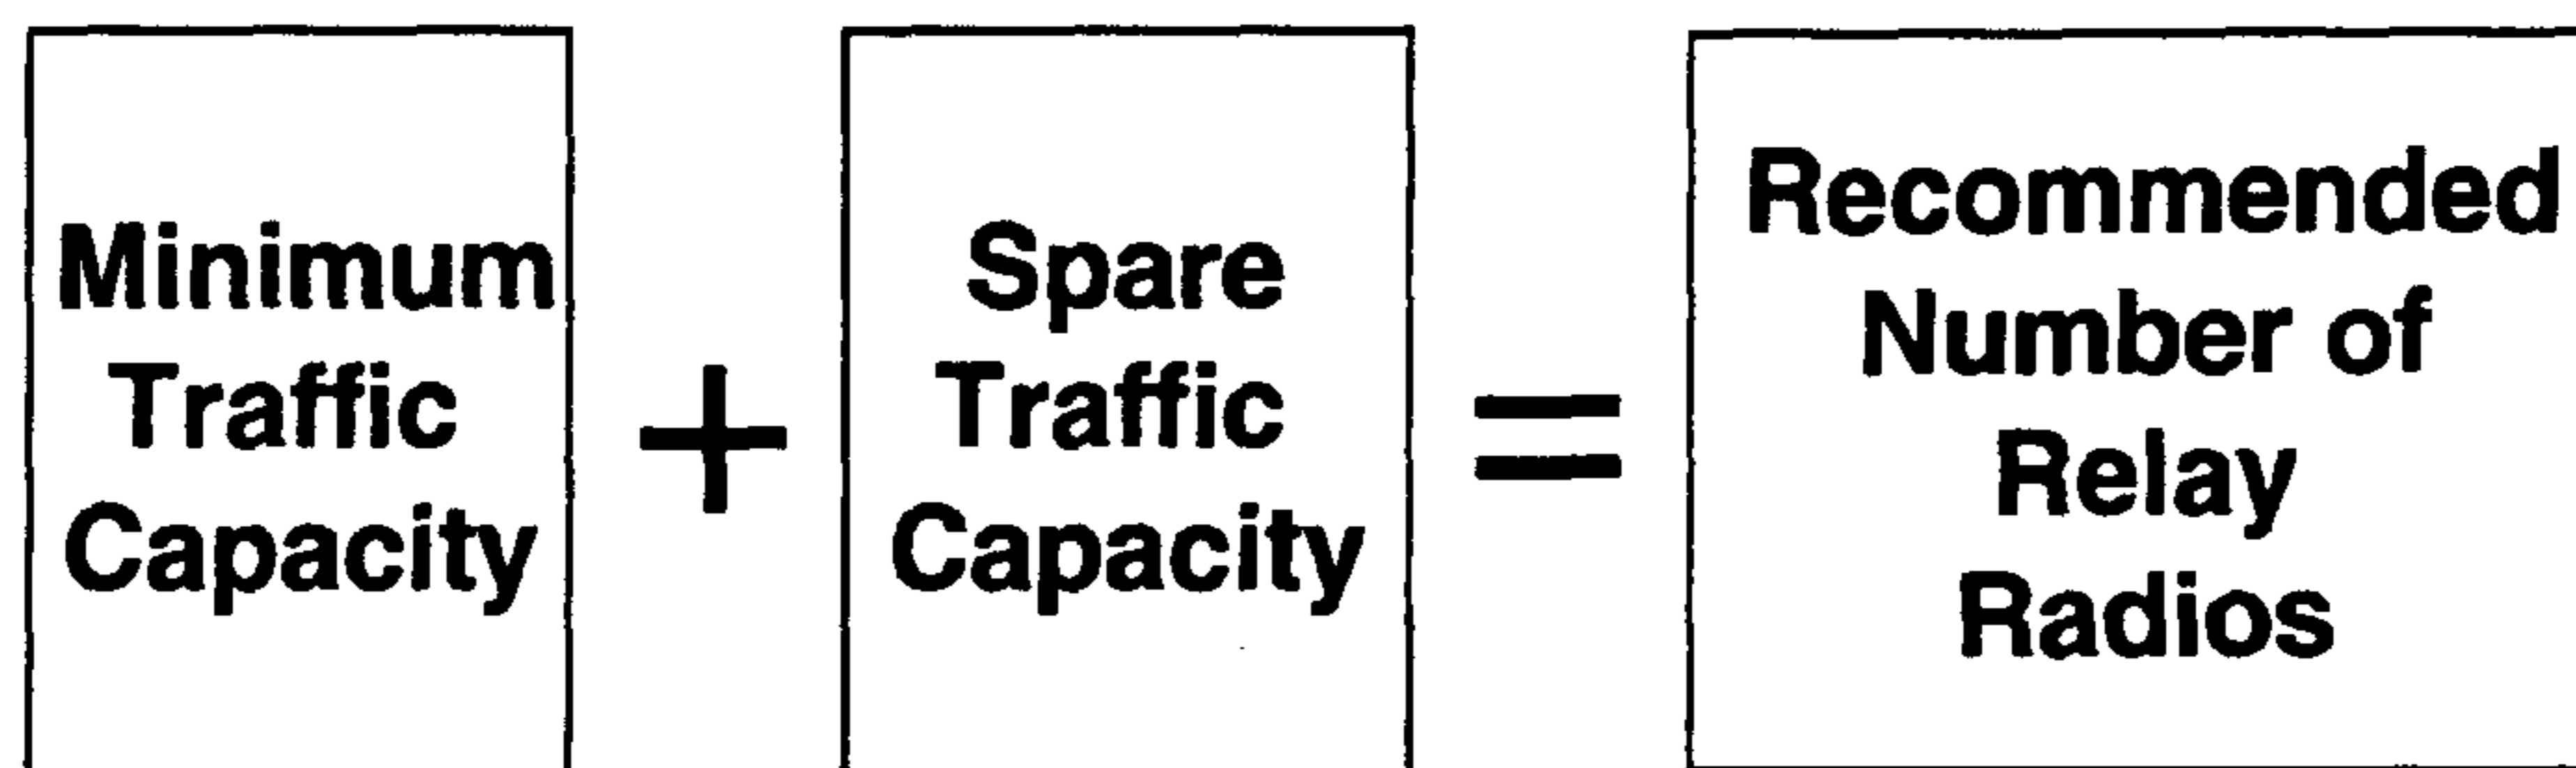 Minimum
Traffic
Capacity
+
Spare
Traffic
Capacity
=
Recommended
Number of
Relay
Radios